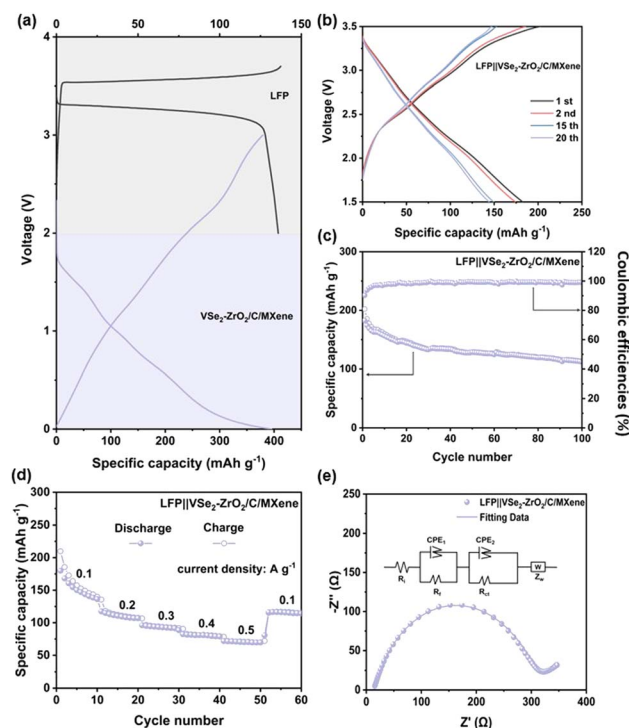 (a)
0 50 100 150
4
3
2
1
0
Voltage (V)
LFP
VSe₂-ZrO₂/C/MXene
0 100 200 300 400
Specific capacity (mAh g⁻¹)
(b)
3.5
3.0
2.5
2.0
1.5
Voltage (V)
LFP||VSe₂-ZrO₂/C/MXene
1 st
2 nd
15 th
20 th
0 50 100 150 200 250
Specific capacity (mAh g⁻¹)
(c)
300
250
200
150
100
50
0
Specific capacity (mAh g⁻¹)
LFP||VSe₂-ZrO₂/C/MXene
120
100
80
60
40
20
0
Coulombic efficiencies (%)
0 20 40 60 80 100
Cycle number
(d)
300
250
200
150
100
50
0
Specific capacity (mAh g⁻¹)
LFP||VSe₂-ZrO₂/C/MXene
Discharge Charge
current density: A g⁻¹
0.1
0.2
0.3
0.4
0.5
0.1
0 10 20 30 40 50 60
Cycle number
(e)
250
200
150
100
50
0
-Z'' (Ω)
LFP||VSe₂-ZrO₂/C/MXene
Fitting Data
CPE₁ CPE₂
W
Rct
Zw
0 100 200 300 400
Z' (Ω)